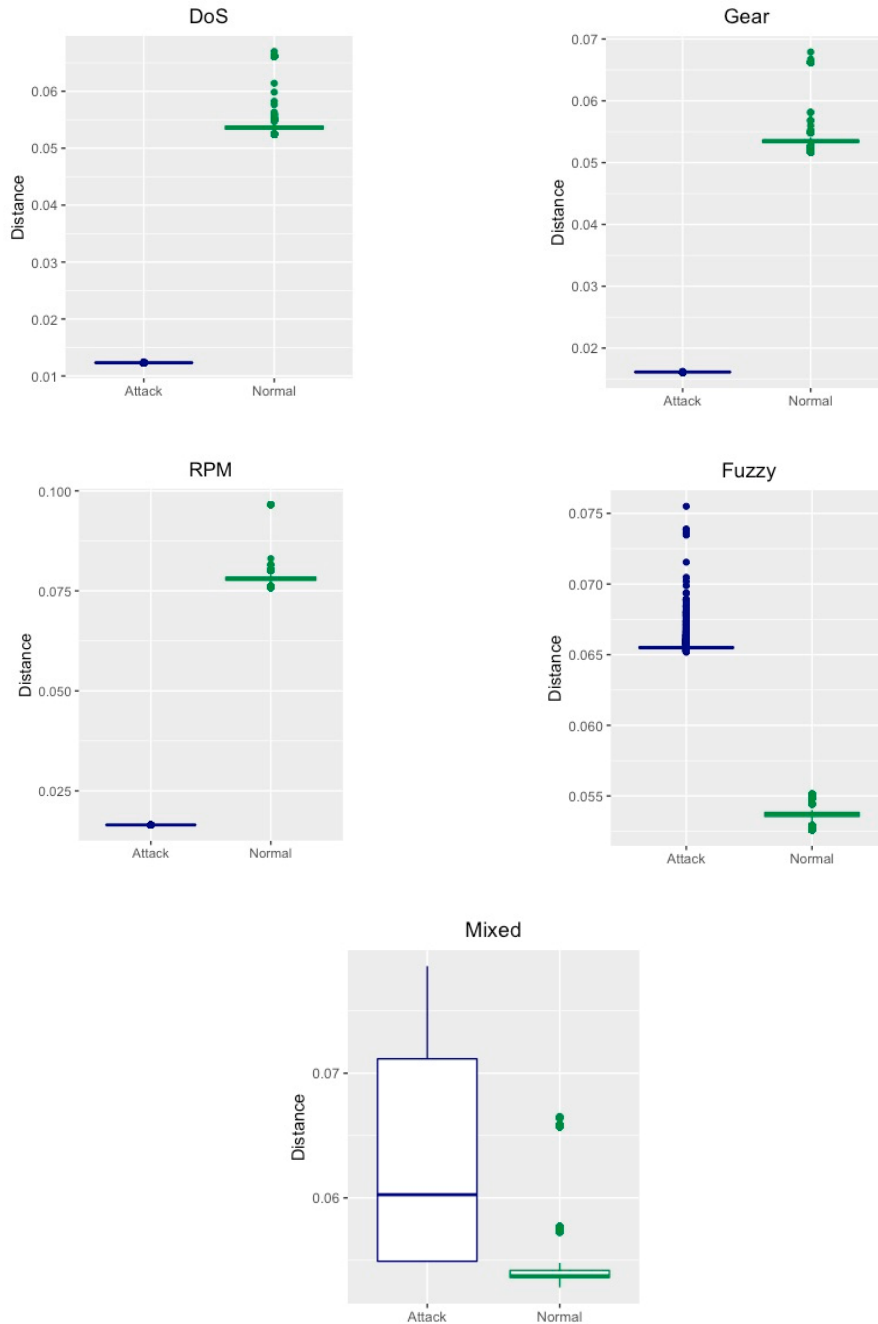 DoS
Distance
0.06
0.05
0.04
0.03
0.02
0.01
Attack Normal
Gear
Distance
0.07
0.06
0.05
0.04
0.03
0.02
Attack Normal
RPM
Distance
0.100
0.075
0.050
0.025
Attack Normal
Fuzzy
Distance
0.075
0.070
0.065
0.060
0.055
Attack Normal
Mixed
Distance
0.07
0.06
Attack Normal